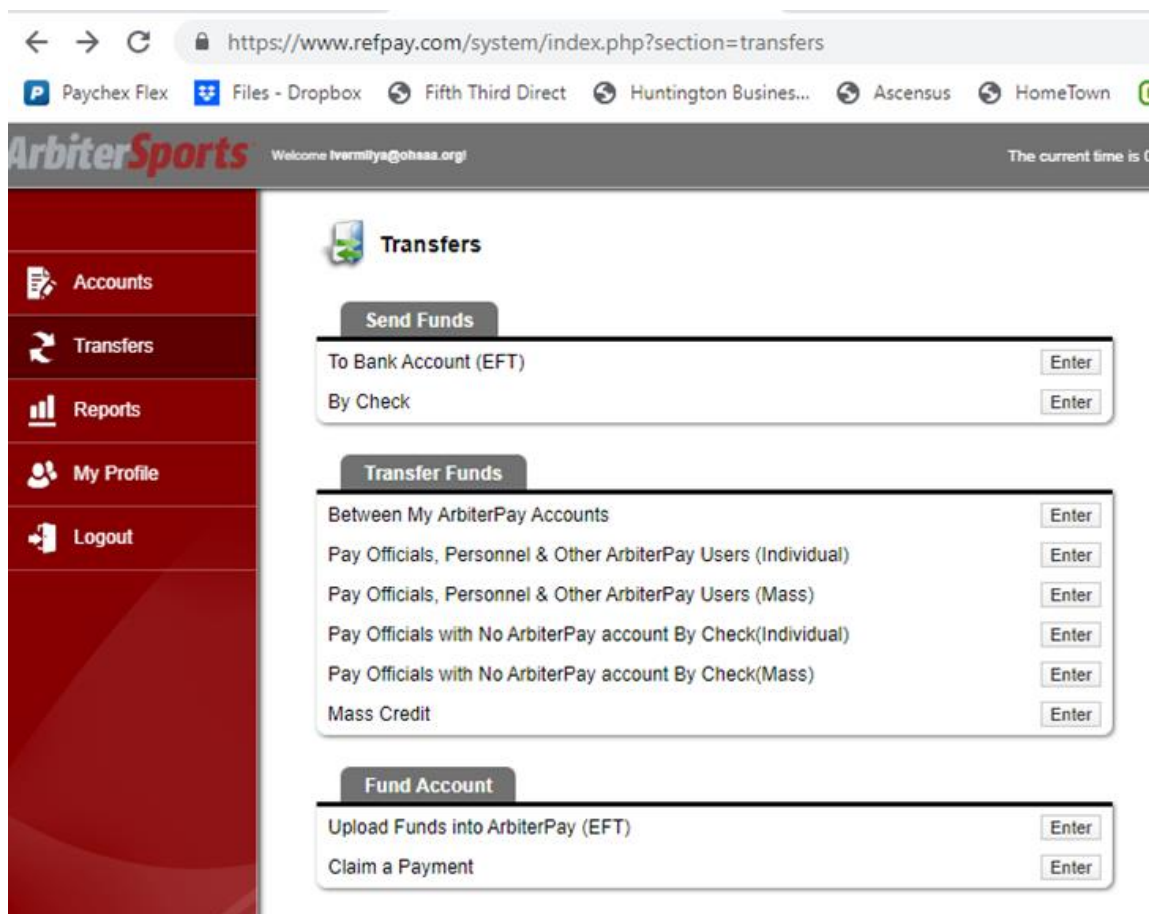 https://www.refpay.com/system/index.php?section=transfers
Paychex Flex Files - Dropbox Fifth Third Direct Huntington Busines... Ascensus HomeTown
ArbiterSports Welcome lvermilya@ohsaa.org! The current time is
Transfers
Accounts
Transfers
Reports
My Profile
Logout
Send Funds
To Bank Account (EFT) Enter
By Check Enter
Transfer Funds
Between My ArbiterPay Accounts Enter
Pay Officials, Personnel & Other ArbiterPay Users (Individual) Enter
Pay Officials, Personnel & Other ArbiterPay Users (Mass) Enter
Pay Officials with No ArbiterPay account By Check(Individual) Enter
Pay Officials with No ArbiterPay account By Check(Mass) Enter
Mass Credit Enter
Fund Account
Upload Funds into ArbiterPay (EFT) Enter
Claim a Payment Enter